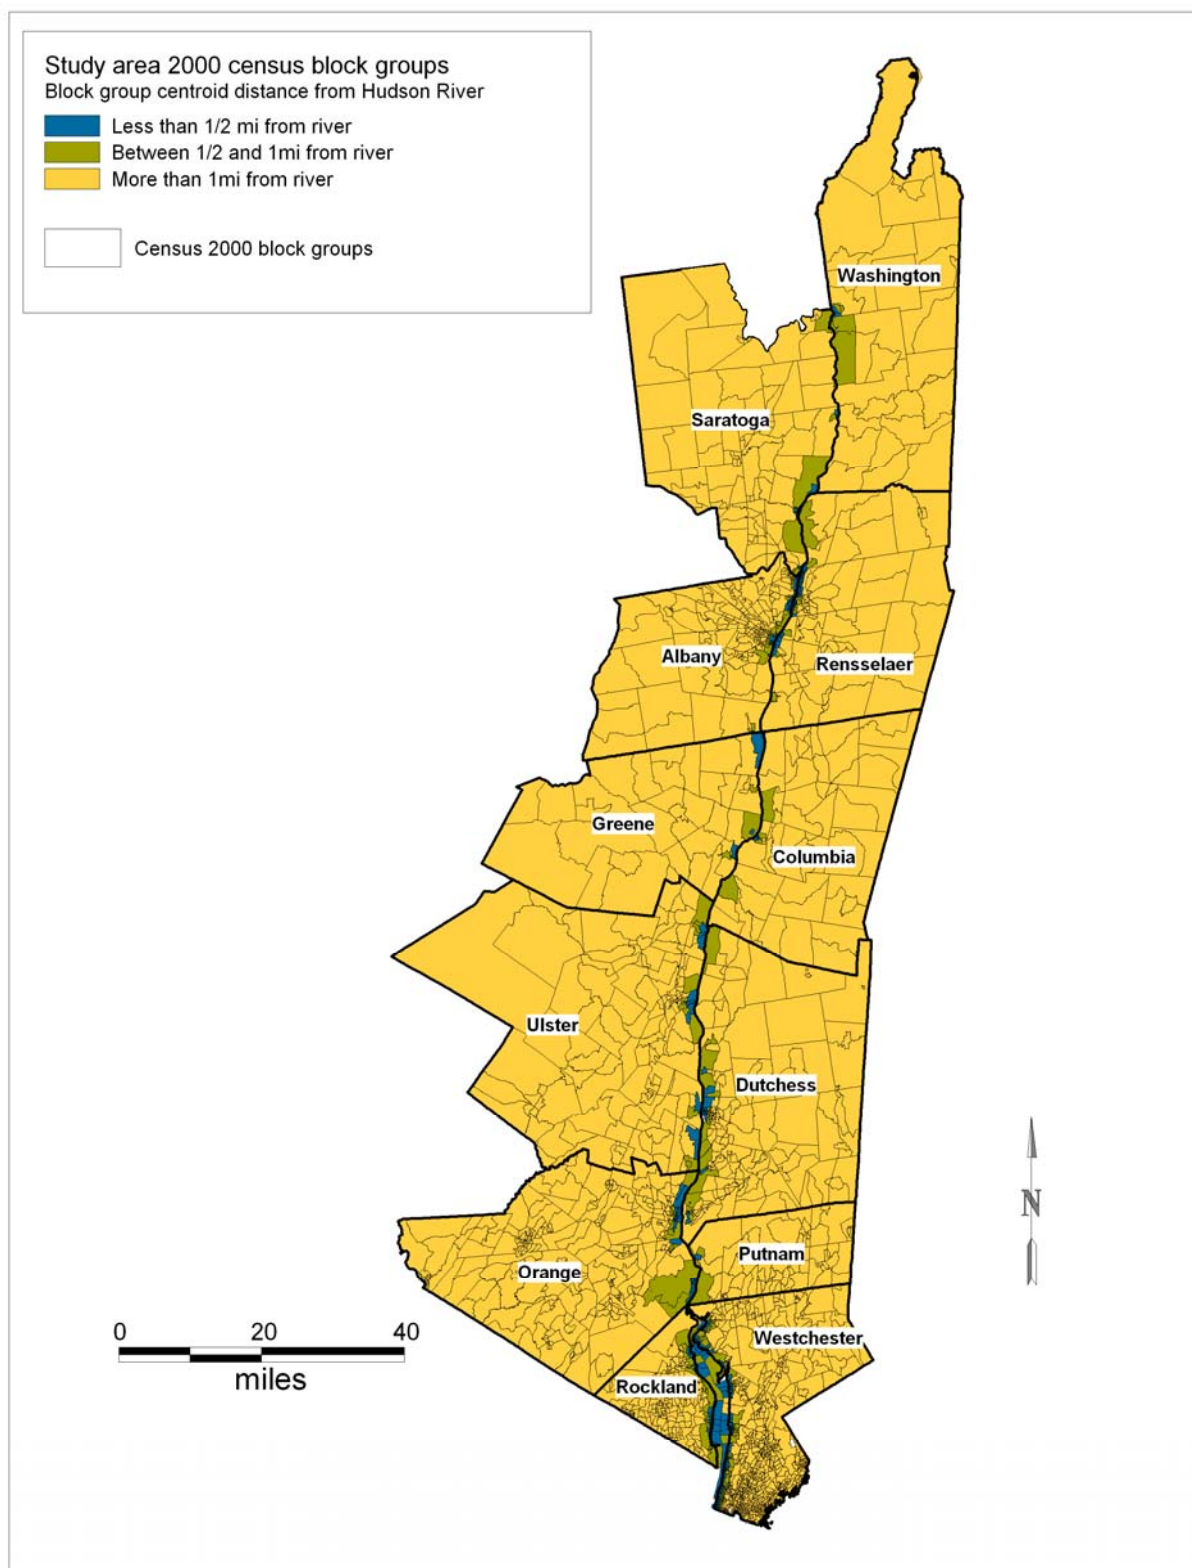 Study area 2000 census block groups
Block group centroid distance from Hudson River
Less than 1/2 mi from river
Between 1/2 and 1mi from river
More than 1mi from river
Census 2000 block groups
Washington
Saratoga
Albany
Rensselaer
Greene
Columbia
Ulster
Dutchess
N
Putnam
Orange
Westchester
Rockland
0 20 40
miles